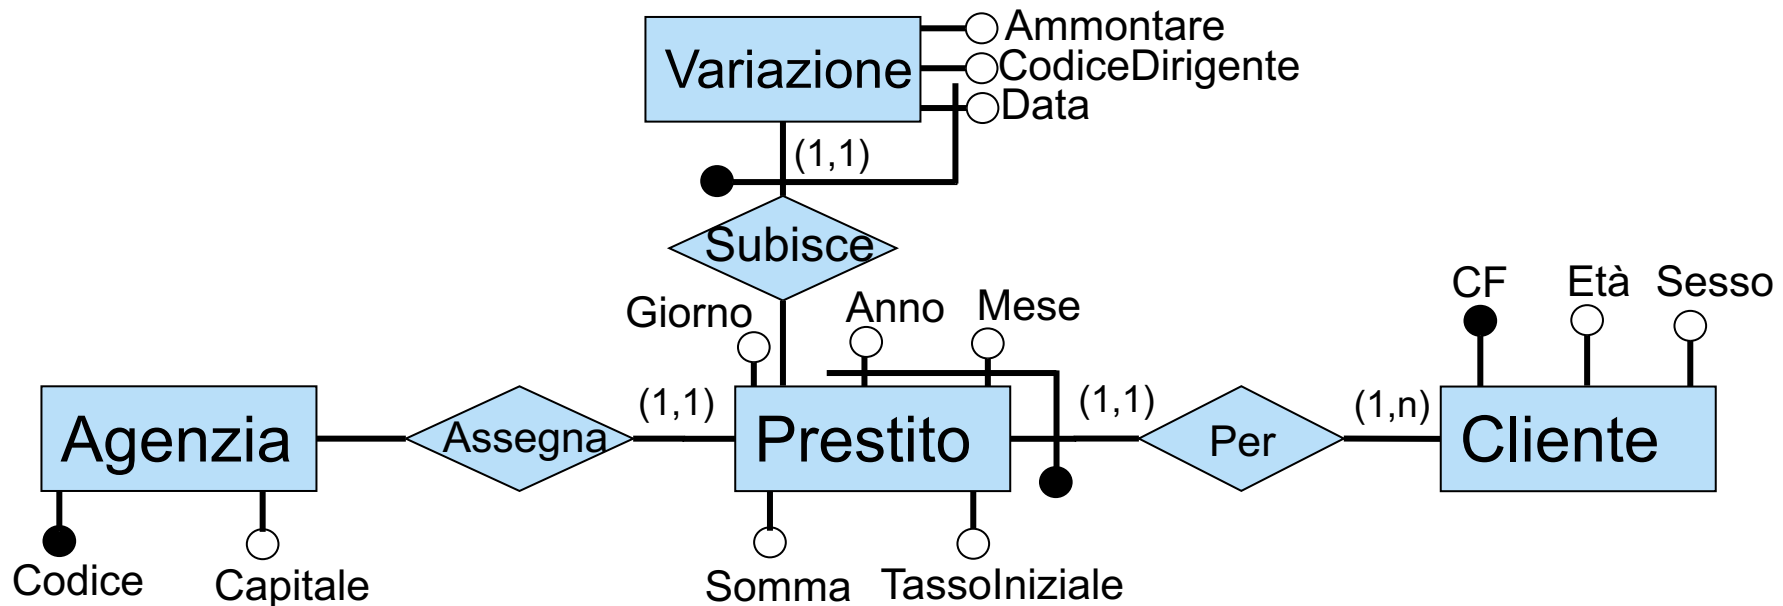 Ammontare
Variazione
CodiceDirigente
Data
(1,1)
Subisce
Giorno
Anno
Mese
CF
Età
Sesso
Agenzia
Assegna
(1,1)
Prestito
(1,1)
Per
(1,n)
Cliente
Codice
Capitale
Somma
TassoIniziale